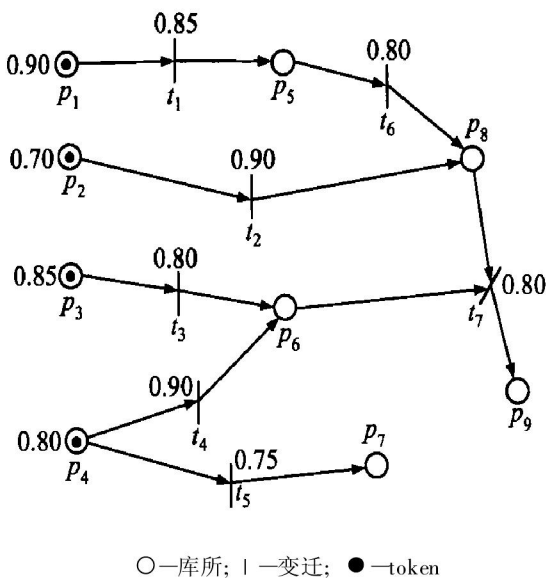 0.85
0.90
p1
t1
p5
0.80
t6
p8
0.70
p2
0.90
t2
0.85
p3
0.80
t3
p6
0.80
t7
p9
0.90
t4
0.80
p4
0.75
t5
p7
○—库所; | —变迁; ●—token